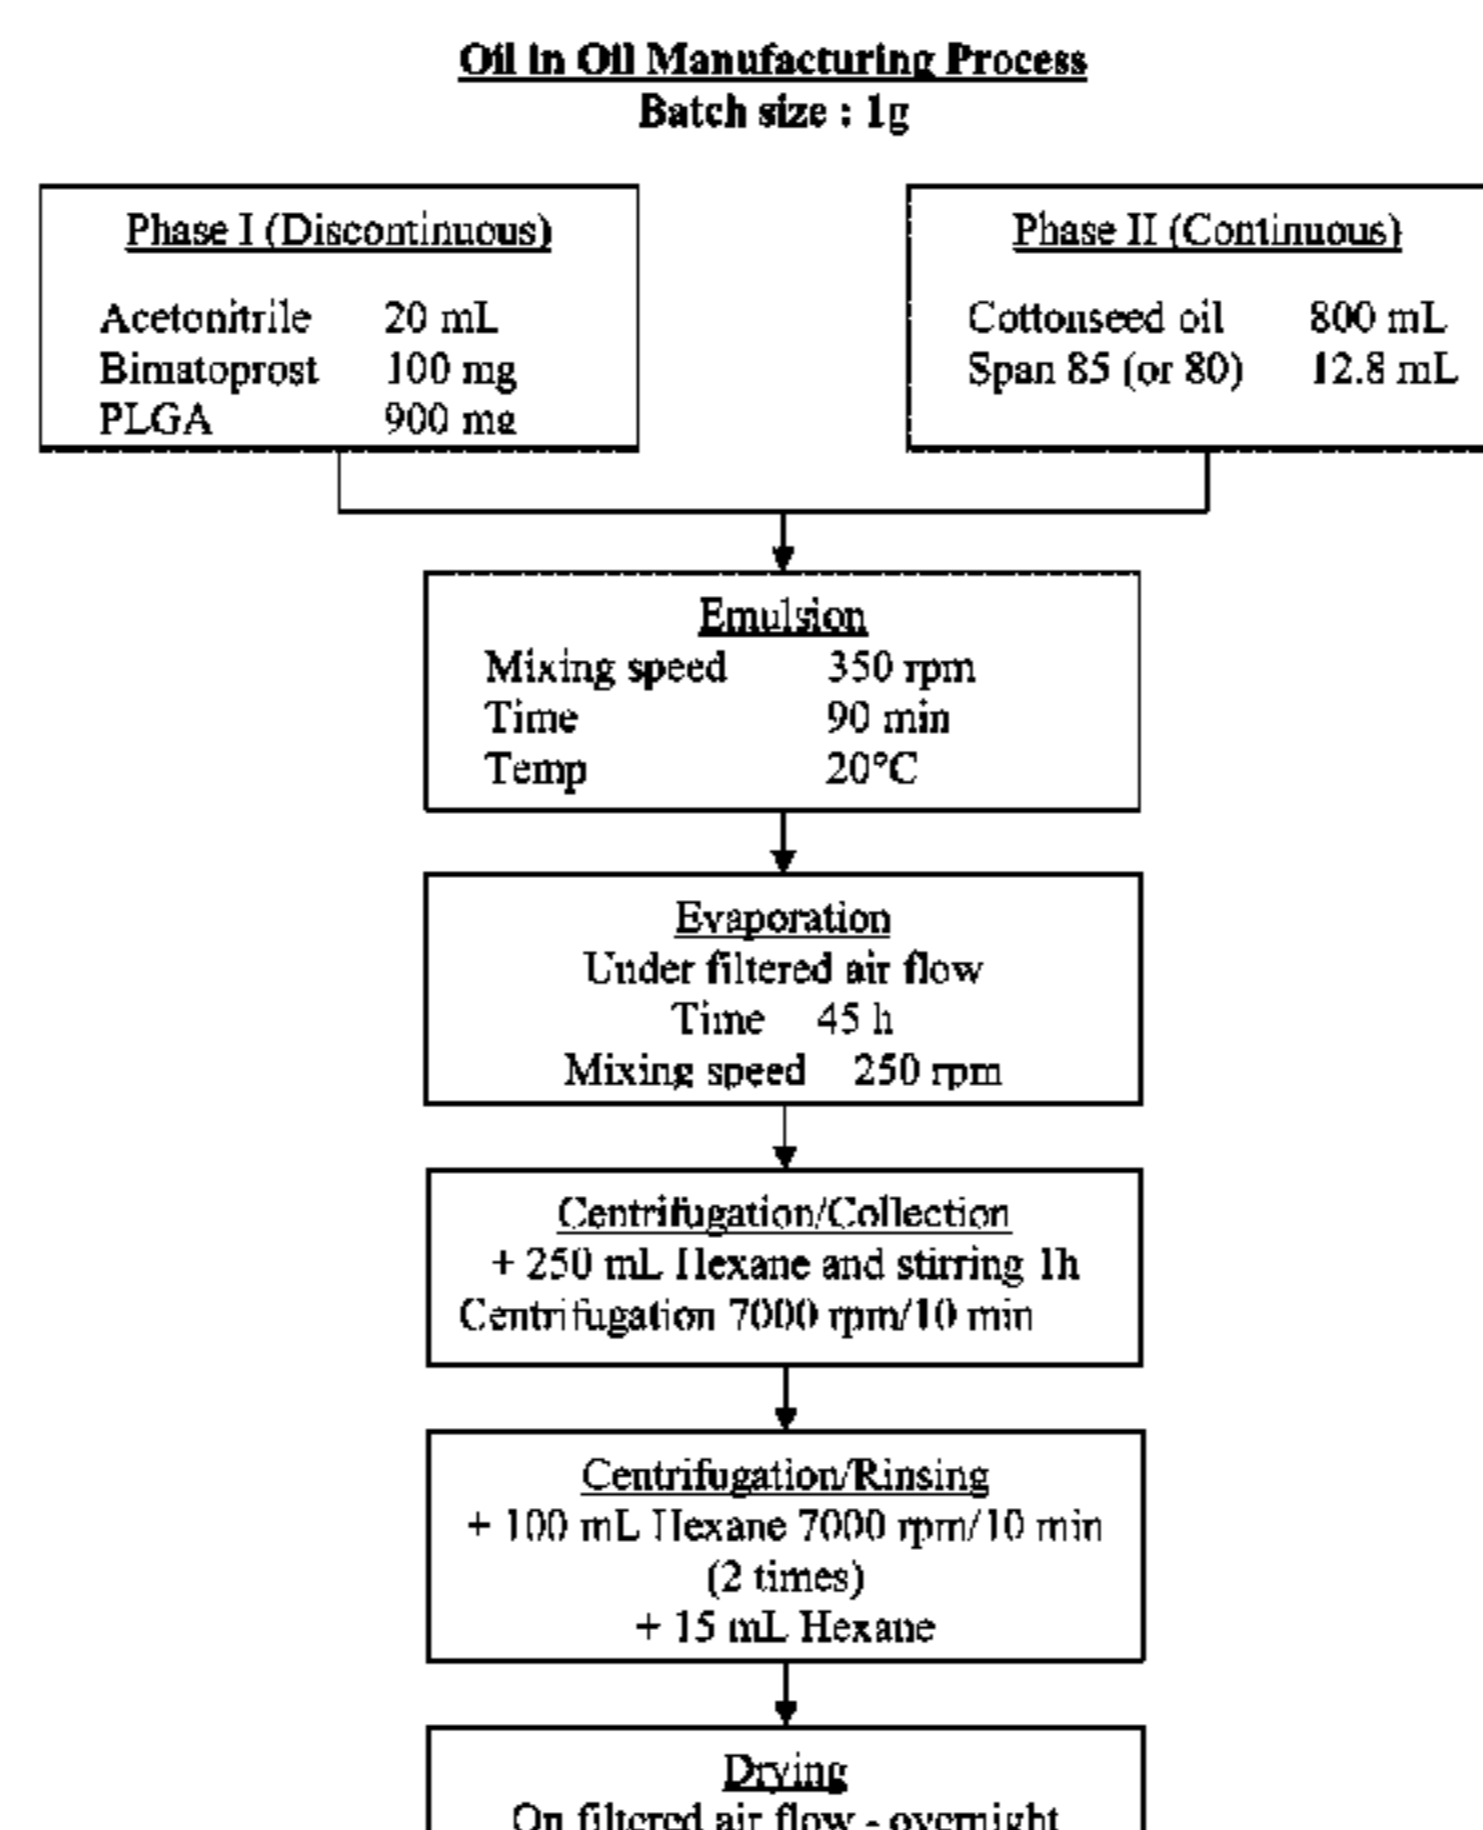 Oil in Oil Manufacturing Process
Batch size : 1g
Phase I (Discontinuous)
Acetonitrile 20 mL
Bimatoprost 100 mg
PLGA 900 mg
Phase II (Continuous)
Cottonseed oil 800 mL
Span 85 (or 80) 12.8 mL
Emulsion
Mixing speed 350 rpm
Time 90 min
Temp 20°C
Evaporation
Under filtered air flow
Time 45 h
Mixing speed 250 rpm
Centrifugation/Collection
+ 250 mL Hexane and stirring 1h
Centrifugation 7000 rpm/10 min
Centrifugation/Rinsing
+ 100 mL Hexane 7000 rpm/10 min
(2 times)
+ 15 mL Hexane
Drying
On filtered air flow - overnight